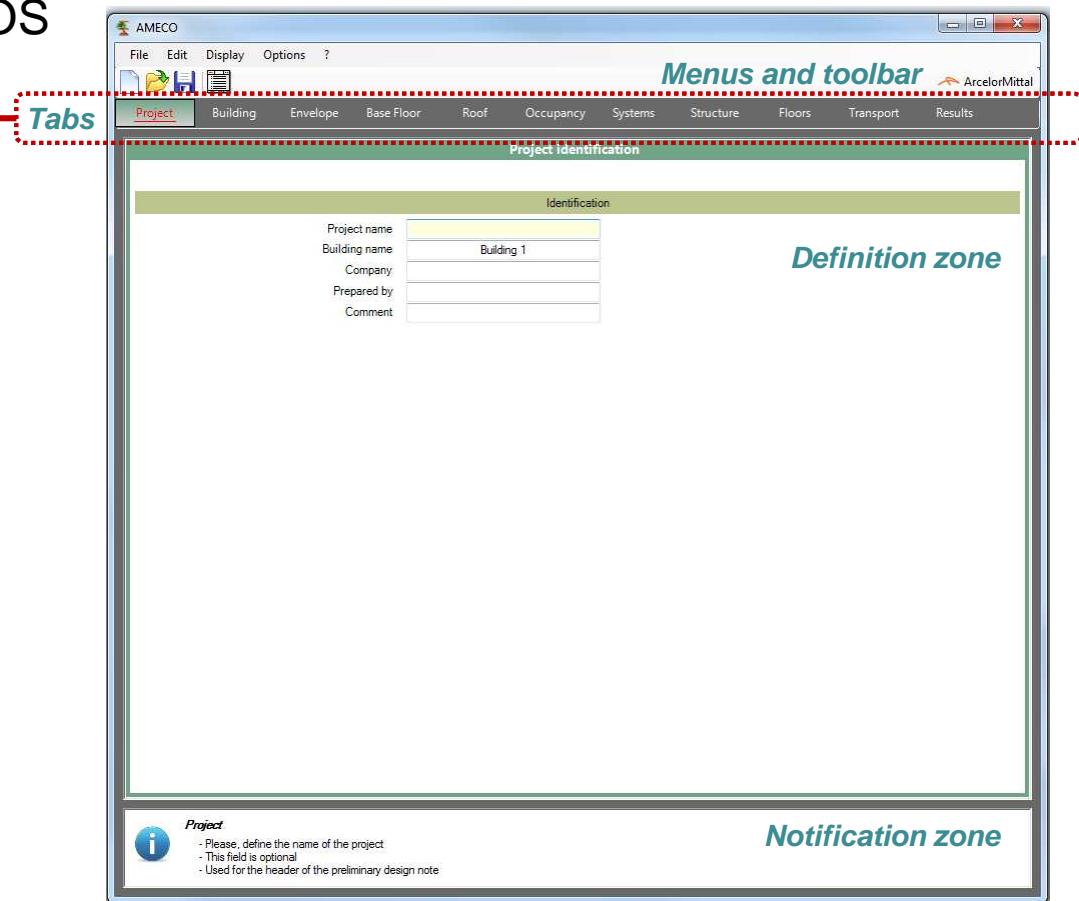 AMECO
File Edit Display Options ?
Menus and toolbar
ArcelorMittal
Tabs
Project Building Envelope Base Floor Roof Occupancy Systems Structure Floors Transport Results
Project identification
Identification
Project name
Building name Building 1
Definition zone
Company
Prepared by
Comment
Project
- Please, define the name of the project
- This field is optional
- Used for the header of the preliminary design note
Notification zone